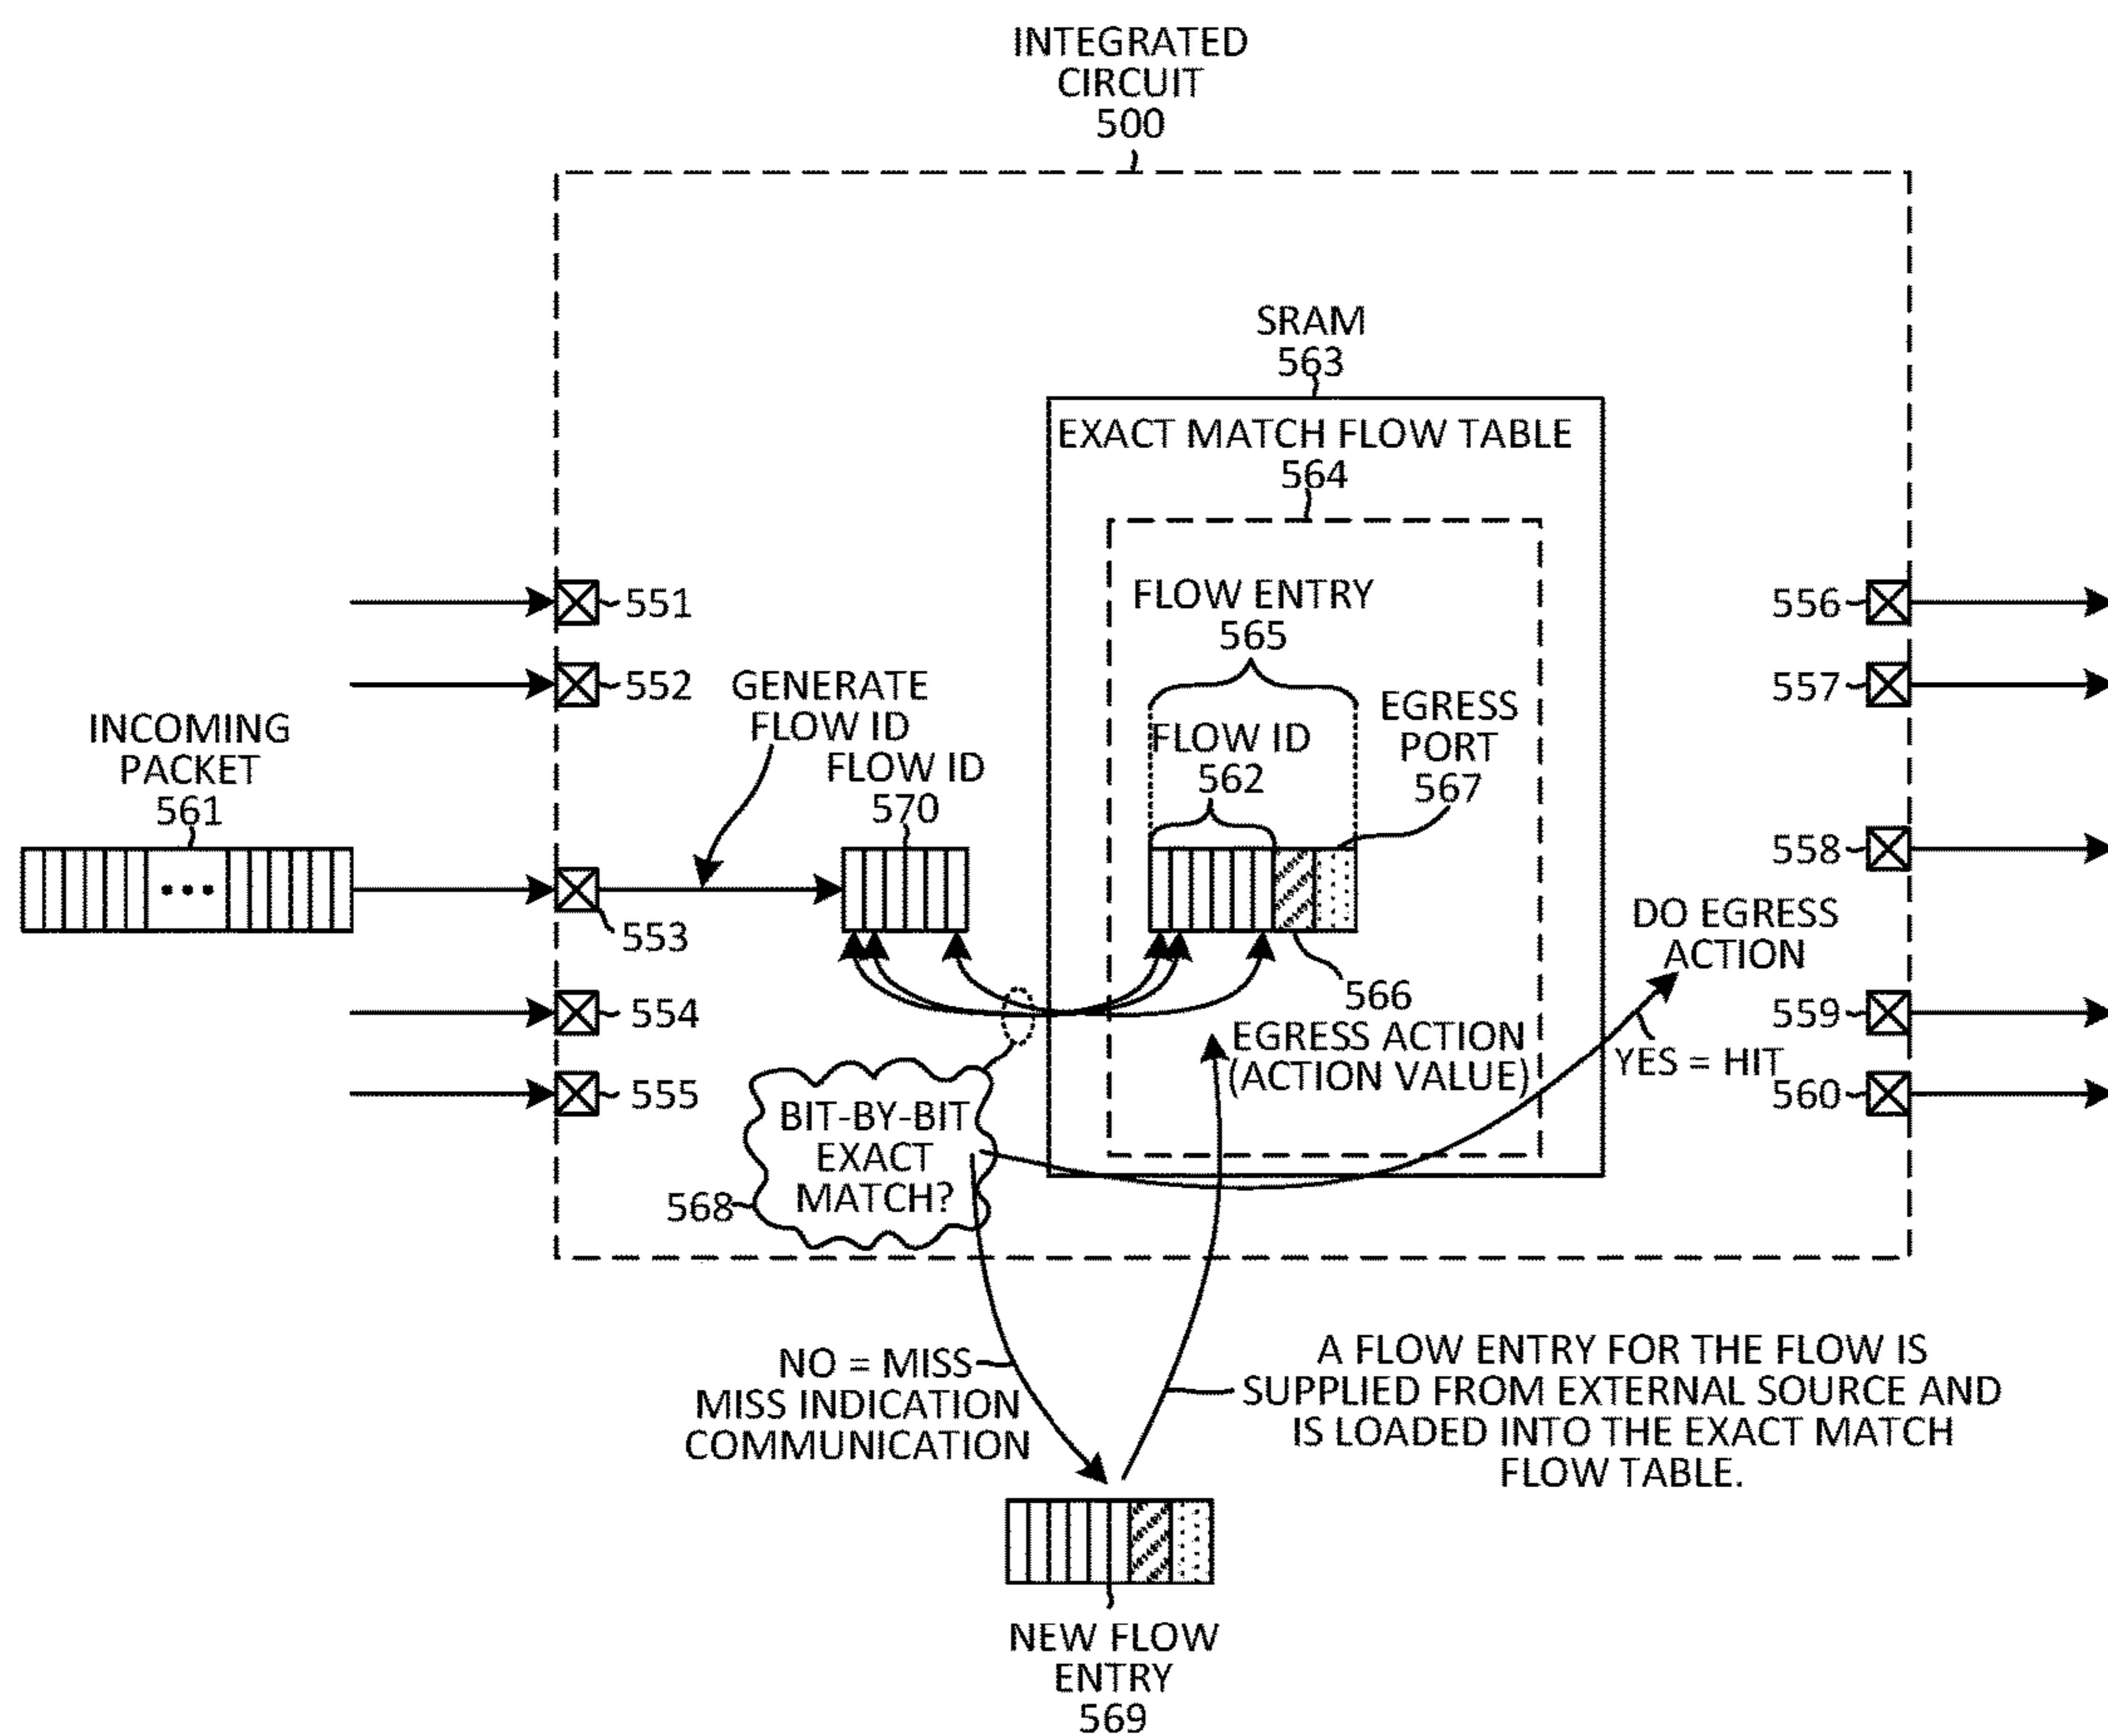 INTEGRATED
CIRCUIT
500
SRAM
563
EXACT MATCH FLOW TABLE
564
FLOW ENTRY
565
551
552
556
557
GENERATE
FLOW ID
EGRESS
PORT
567
INCOMING
PACKET
561
FLOW ID
570
FLOW ID
562
553
558
DO EGRESS
ACTION
554
566
EGRESS ACTION
(ACTION VALUE)
559
YES = HIT
555
560
BIT-BY-BIT
EXACT
MATCH?
568
NO = MISS
MISS INDICATION
COMMUNICATION
A FLOW ENTRY FOR THE FLOW IS
SUPPLIED FROM EXTERNAL SOURCE AND
IS LOADED INTO THE EXACT MATCH
FLOW TABLE.
NEW FLOW
ENTRY
569